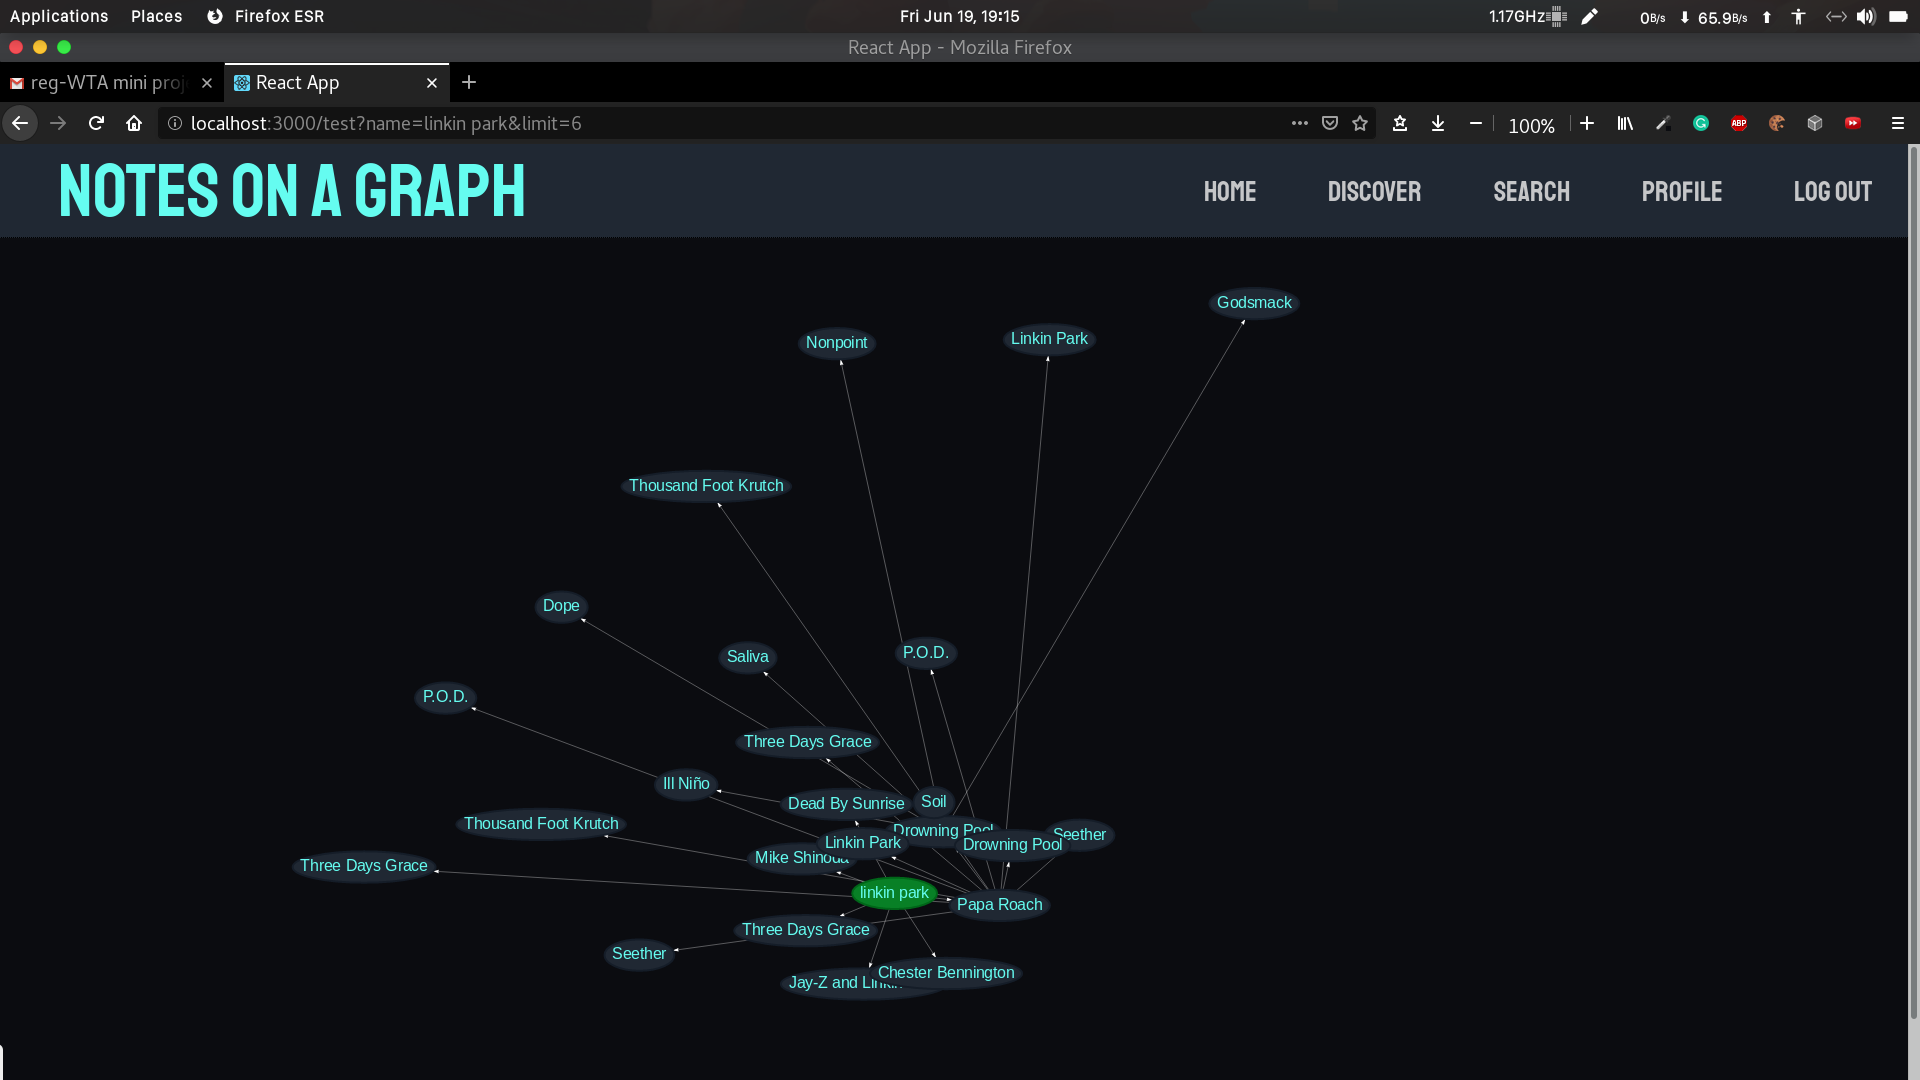 Applications Places Firefox ESR Fri Jun 19, 19:15 1.17GHz 0B/s 65.9B/s
React App - Mozilla Firefox
reg-WTA mini proj React App
localhost:3000/test?name=linkin park&limit=6 100% ABP
NOTES ON A GRAPH HOME DISCOVER SEARCH PROFILE LOG OUT
Godsmack
Nonpoint Linkin Park
Thousand Foot Krutch
Dope
Saliva P.O.D.
P.O.D.
Three Days Grace
Ill Niño
Dead By Sunrise Soil
Thousand Foot Krutch Drowning Pool Seether
Linkin Park Drowning Pool
Mike Shinoda
Three Days Grace
linkin park Papa Roach
Three Days Grace
Seether
Chester Bennington
Jay-Z and